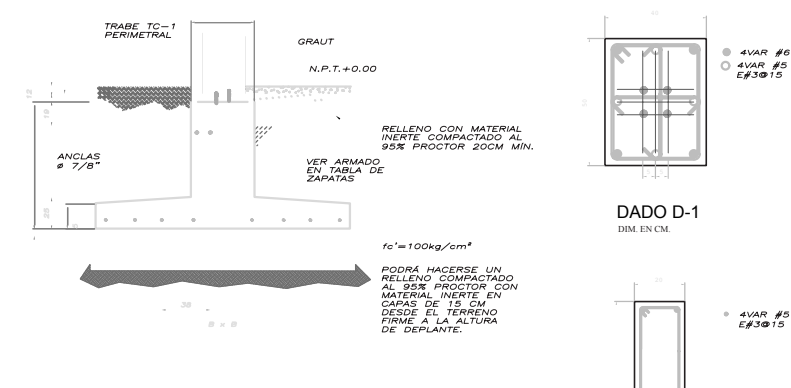 TRABE TC-1
PERIMETRAL
GRAUT
N.P.T.+0.00
12
19
ANCLAS
ø 7/8"
RELLENO CON MATERIAL
INERTE COMPACTADO AL
95% PROCTOR 20CM MÍN.
VER ARMADO
EN TABLA DE
ZAPATAS
25
fc'=100kg/cm²
PODRÁ HACERSE UN
RELLENO COMPACTADO
AL 95% PROCTOR CON
MATERIAL INERTE EN
CAPAS DE 15 CM
DESDE EL TERRENO
FIRME A LA ALTURA
DE DEPLANTE.
B x B
4VAR #6
4VAR #5
E#3@15
DADO D-1
DIM. EN CM.
4VAR #5
E#3@15